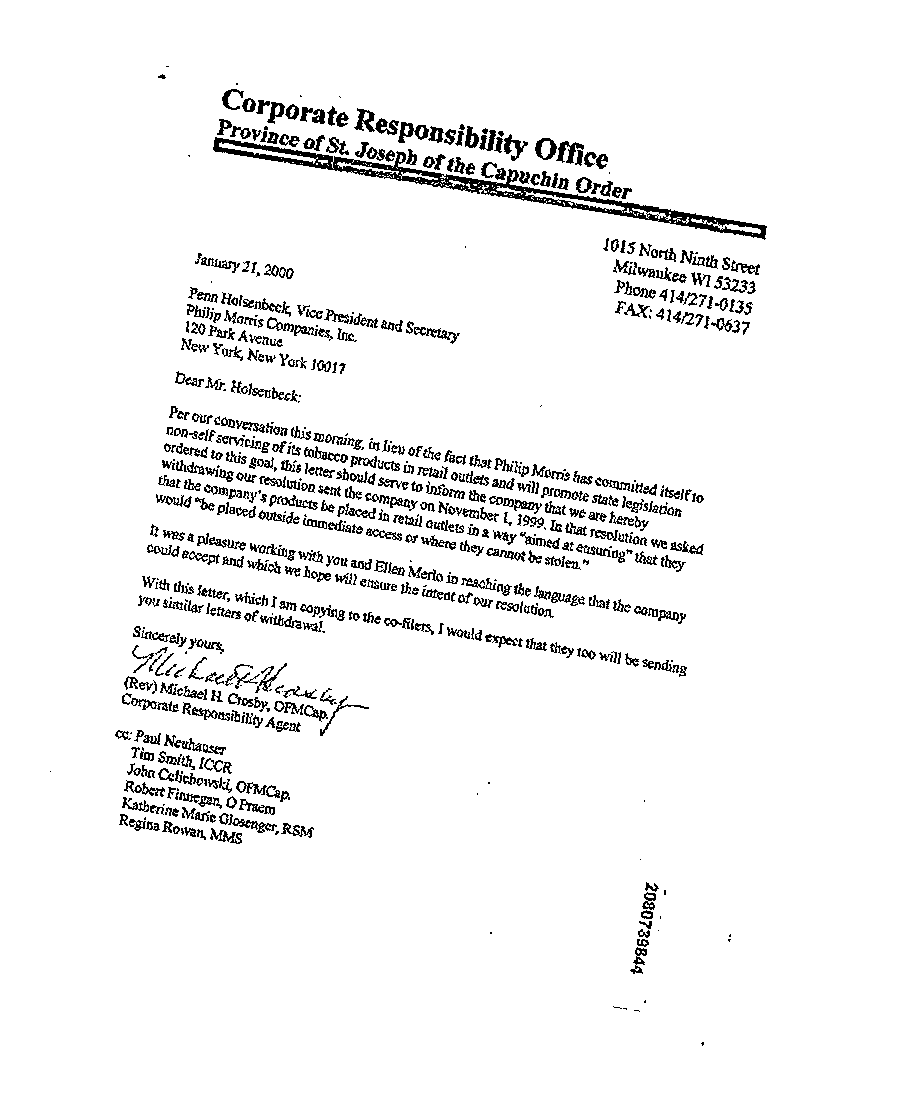 Corporate Responsibility Office
Province of St. Joseph of the Capuchin Order
1015 North Ninth Street
Milwaukee WI 53233
Phone 414/271-0135
FAX: 414/271-0637
January 21, 2000
Penn Holsenbeck, Vice President and Secretary
Philip Morris Companies, Inc.
120 Park Avenue
New York, New York 10017
Dear Mr. Holsenbeck:
Per our conversation this morning, in lieu of the fact that Philip Morris has committed itself to
non-self servicing of its tobacco products in retail outlets and will promote state legislation
ordered to this goal, this letter should serve to inform the company that we are hereby
withdrawing our resolution sent the company on November 1, 1999. In that resolution we asked
that the company's products be placed in retail outlets in a way "aimed at ensuring" that they
would "be placed outside immediate access or where they cannot be stolen."
It was a pleasure working with you and Ellen Merlo in reaching the language that the company
could accept and which we hope will ensure the intent of our resolution.
With this letter, which I am copying to the co-filers, I would expect that they too will be sending
you similar letters of withdrawal.
Sincerely yours,
Michael H. Crosby
(Rev) Michael H. Crosby, OFMCap.
Corporate Responsibility Agent
cc: Paul Neuhauser
Tim Smith, ICCR
John Celichowski, OFMCap.
Robert Finnegan, O Praem
Katherine Marie Glosenger, RSM
Regina Rowan, MMS
2080739844